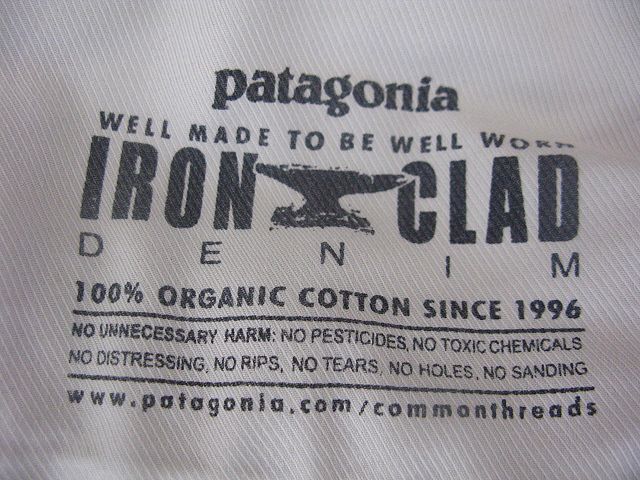 patagonia
WELL MADE TO BE WELL WORN
IRON CLAD
DENIM
100% ORGANIC COTTON SINCE 1996
NO UNNECESSARY HARM: NO PESTICIDES, NO TOXIC CHEMICALS
NO DISTRESSING, NO RIPS, NO TEARS, NO HOLES, NO SANDING
www.patagonia.com/commonthreads